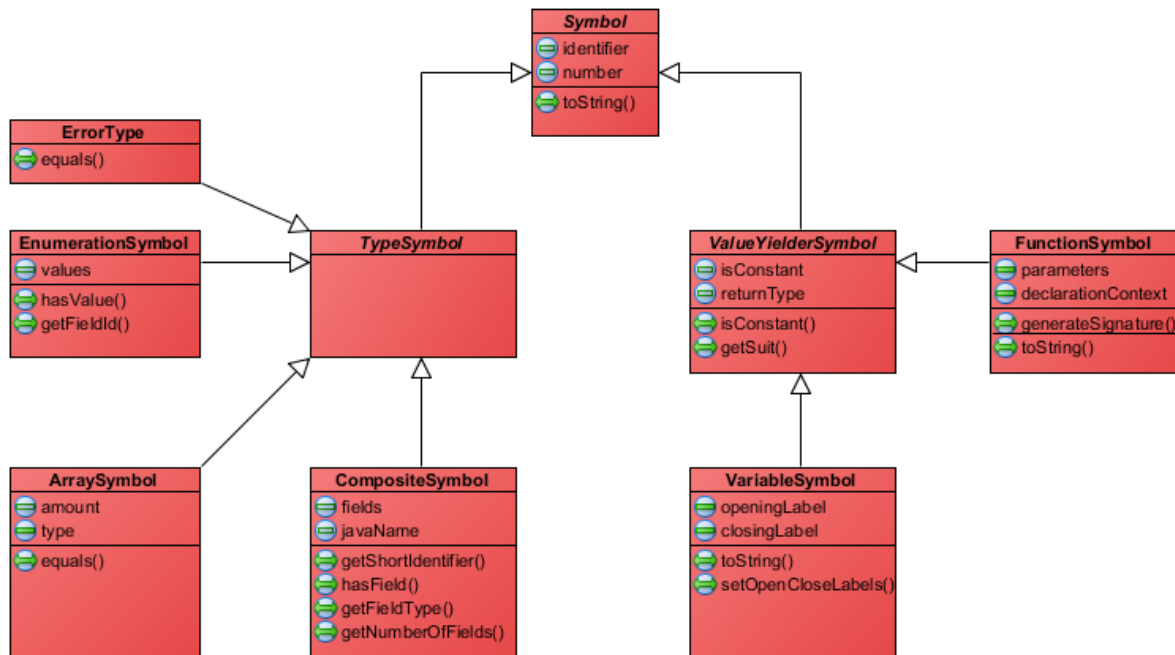 Symbol
identifier
number
toString()
ErrorType
equals()
EnumerationSymbol
values
hasValue()
getFieldId()
TypeSymbol
ValueYielderSymbol
isConstant
returnType
isConstant()
getSuit()
FunctionSymbol
parameters
declarationContext
generateSignature()
toString()
ArraySymbol
amount
type
equals()
CompositeSymbol
fields
javaName
getShortIdentifier()
hasField()
getFieldType()
getNumberOfFields()
VariableSymbol
openingLabel
closingLabel
toString()
setOpenCloseLabels()